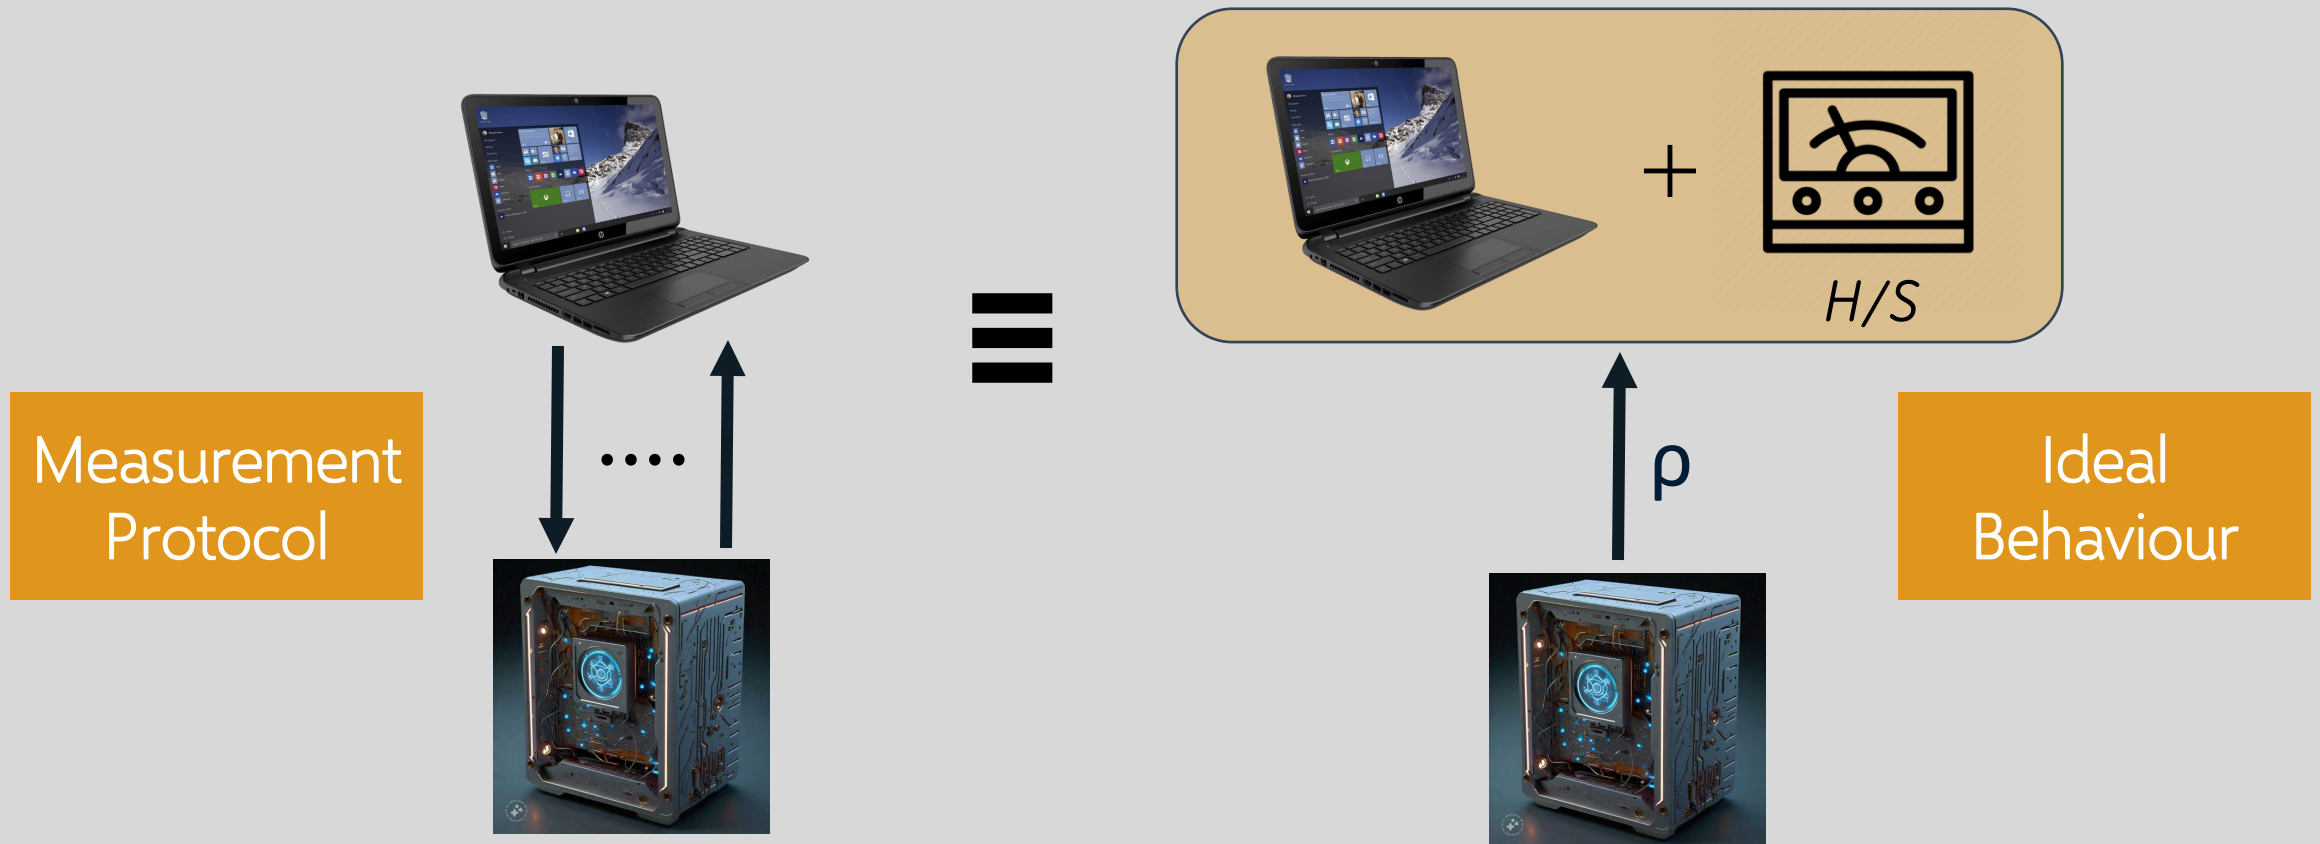 Measurement
Protocol
....
+
H/S
ρ
Ideal
Behaviour